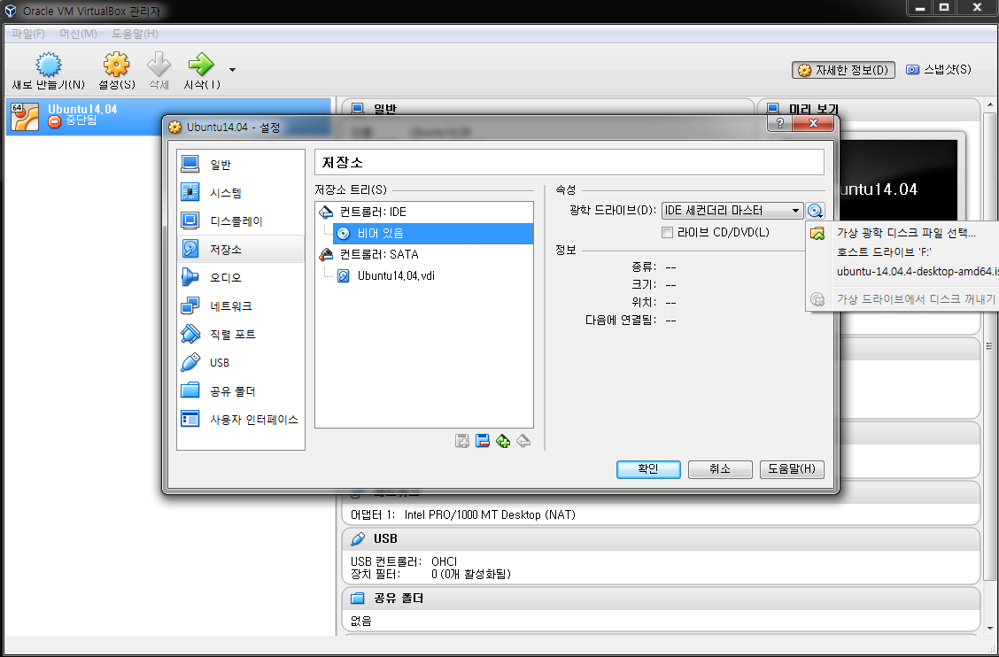 Oracle VM VirtualBox 관리자
파일(F) 머신(M) 도움말(H)
새로 만들기(N) 설정(S) 삭제 시작(T)
자세한 정보(D) 스냅샷(S)
64
Ubuntu14.04
중단됨
일반
미리 보기
Ubuntu14.04 - 설정
?
일반
시스템
디스플레이
저장소
오디오
네트워크
직렬 포트
USB
공유 폴더
사용자 인터페이스
저장소
저장소 트리(S)
컨트롤러: IDE
비어 있음
컨트롤러: SATA
Ubuntu14.04.vdi
속성
광학 드라이브(D): IDE 세컨더리 마스터
라이브 CD/DVD(L)
정보
종류: --
크기: --
위치: --
다음에 연결됨: --
확인 취소 도움말(H)
untu14.04
가상 광학 디스크 파일 선택...
호스트 드라이브 'F:'
ubuntu-14.04.4-desktop-amd64.is
가상 드라이브에서 디스크 꺼내기
어댑터 1: Intel PRO/1000 MT Desktop (NAT)
USB
USB 컨트롤러: OHCI
장치 필터: 0 (0개 활성화됨)
공유 폴더
없음